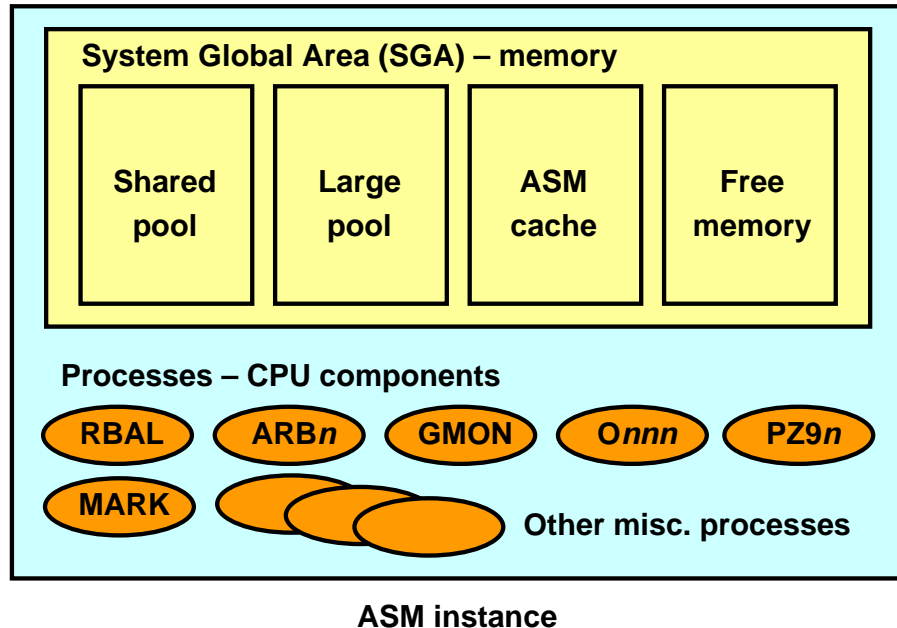 System Global Area (SGA) – memory
Shared
pool
Large
pool
ASM
cache
Free
memory
Processes – CPU components
RBAL
ARBn
GMON
Onnn
PZ9n
MARK
Other misc. processes
ASM instance